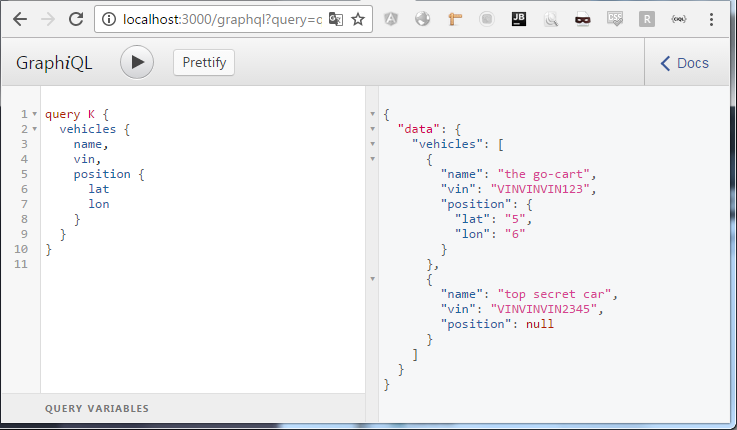 localhost:3000/graphql?query=c
GraphiQL
Prettify
Docs
1 query K {
2 vehicles {
3 name,
4 vin,
5 position {
6 lat
7 lon
8 }
9 }
10 }
11
{
"data": {
"vehicles": [
{
"name": "the go-cart",
"vin": "VINVINVIN123",
"position": {
"lat": "5",
"lon": "6"
}
},
{
"name": "top secret car",
"vin": "VINVINVIN2345",
"position": null
}
]
}
}
QUERY VARIABLES